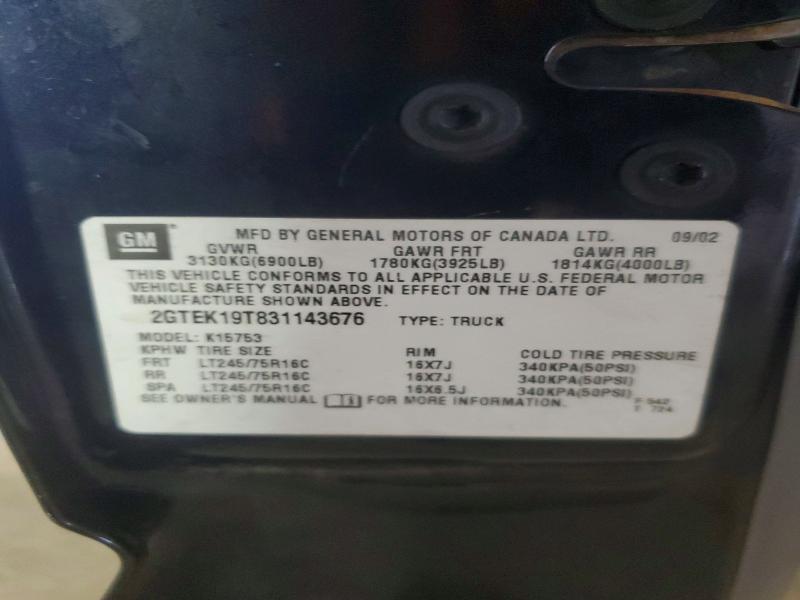 GM
MFD BY GENERAL MOTORS OF CANADA LTD. 09/02
GVWR GAWR FRT GAWR RR
3130KG(6900LB) 1780KG(3925LB) 1814KG(4000LB)
THIS VEHICLE CONFORMS TO ALL APPLICABLE U.S. FEDERAL MOTOR
VEHICLE SAFETY STANDARDS IN EFFECT ON THE DATE OF
MANUFACTURE SHOWN ABOVE.
2GTEK19T831143676 TYPE: TRUCK
MODEL: K15753
KPHW TIRE SIZE RIM COLD TIRE PRESSURE
FRT LT245/75R16C 16X7J 340KPA(50PSI)
RR LT245/75R16C 16X7J 340KPA(50PSI)
SPA LT245/75R16C 16X6.5J 340KPA(50PSI)
SEE OWNER'S MANUAL FOR MORE INFORMATION.